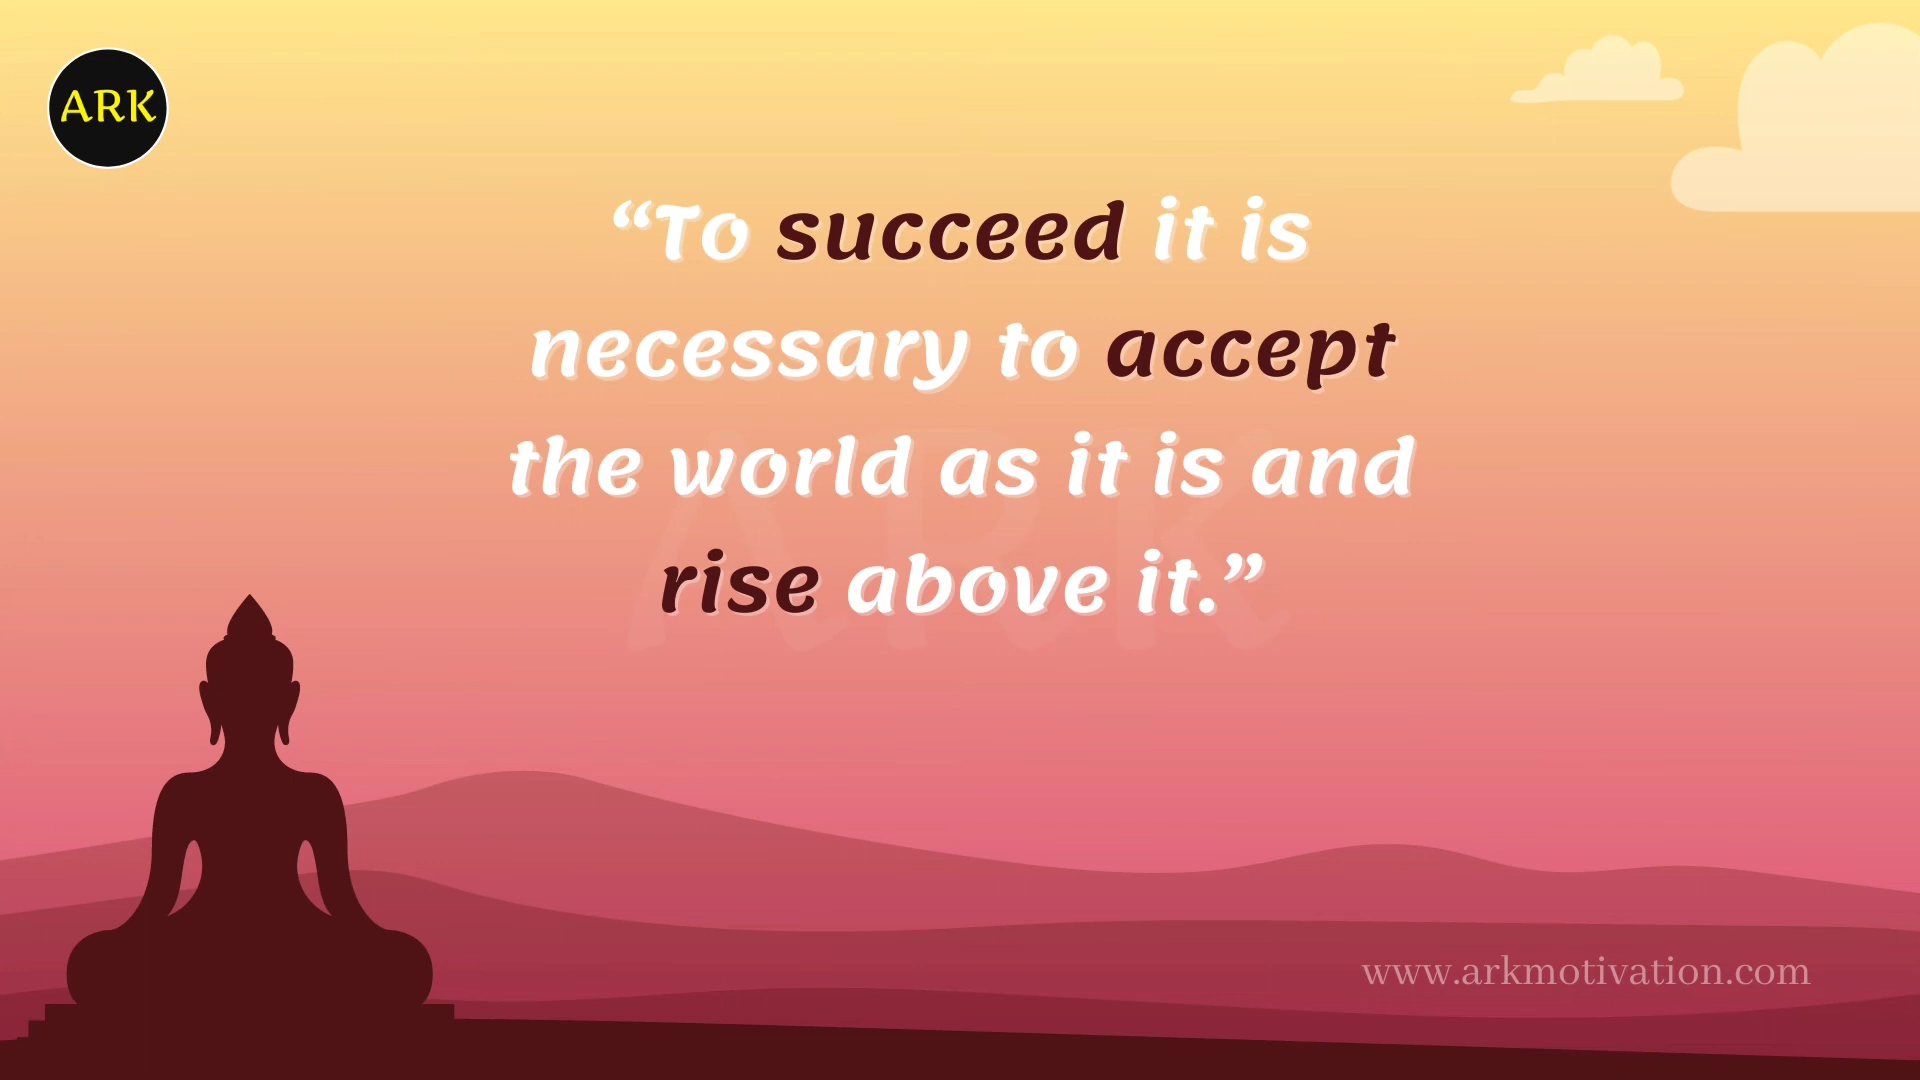 ARK
“To succeed it is
necessary to accept
the world as it is and
rise above it.”
ARK
www.arkmotivation.com